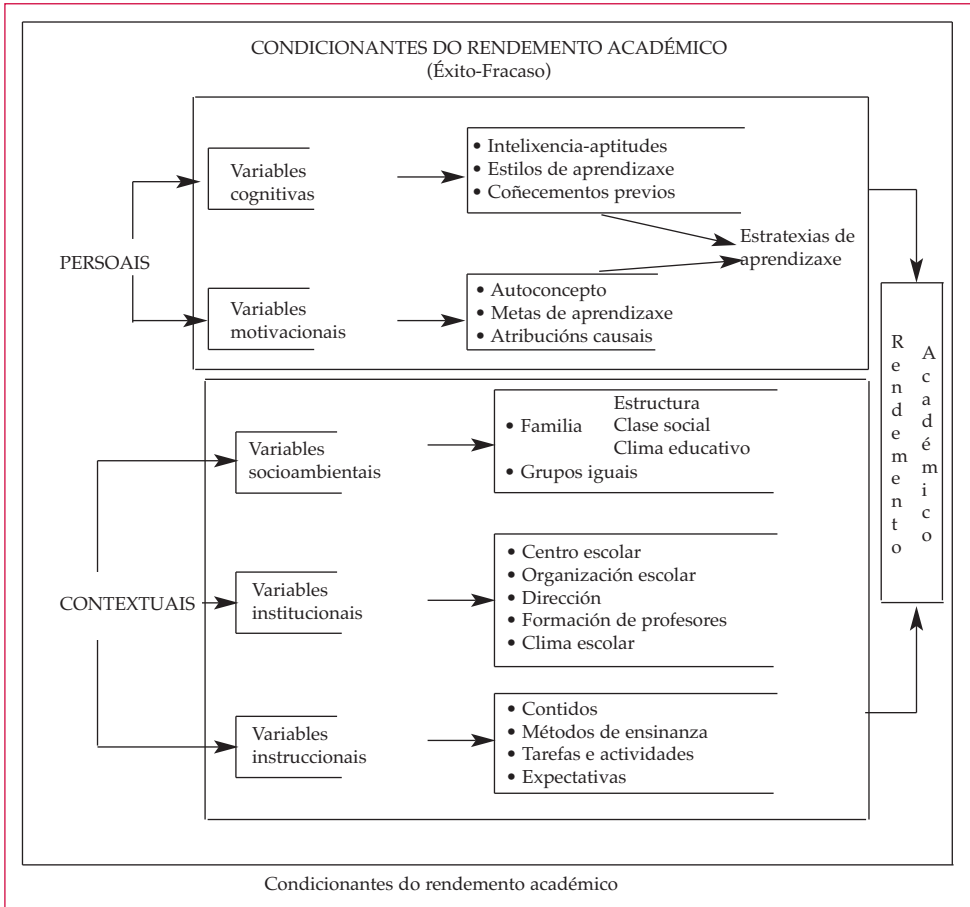 CONDICIONANTES DO RENDEMENTO ACADÉMICO
(Éxito-Fracaso)
PERSOAIS
Variables
cognitivas
• Intelixencia-aptitudes
• Estilos de aprendizaxe
• Coñecementos previos
Estratexias de
aprendizaxe
Variables
motivacionais
• Autoconcepto
• Metas de aprendizaxe
• Atribucións causais
CONTEXTUAIS
Variables
socioambientais
Estructura
• Familia Clase social
Clima educativo
• Grupos iguais
Variables
institucionais
• Centro escolar
• Organización escolar
• Dirección
• Formación de profesores
• Clima escolar
Variables
instruccionais
• Contidos
• Métodos de ensinanza
• Tarefas e actividades
• Expectativas
Rendemento
Académico
Condicionantes do rendemento académico